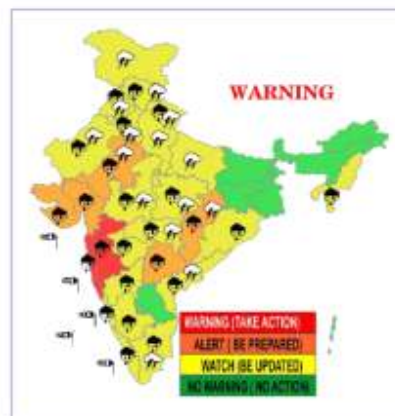 WARNING
WARNING (TAKE ACTION)
ALERT ( BE PREPARED)
WATCH (BE UPDATED)
NO WARNING ( NO ACTION)